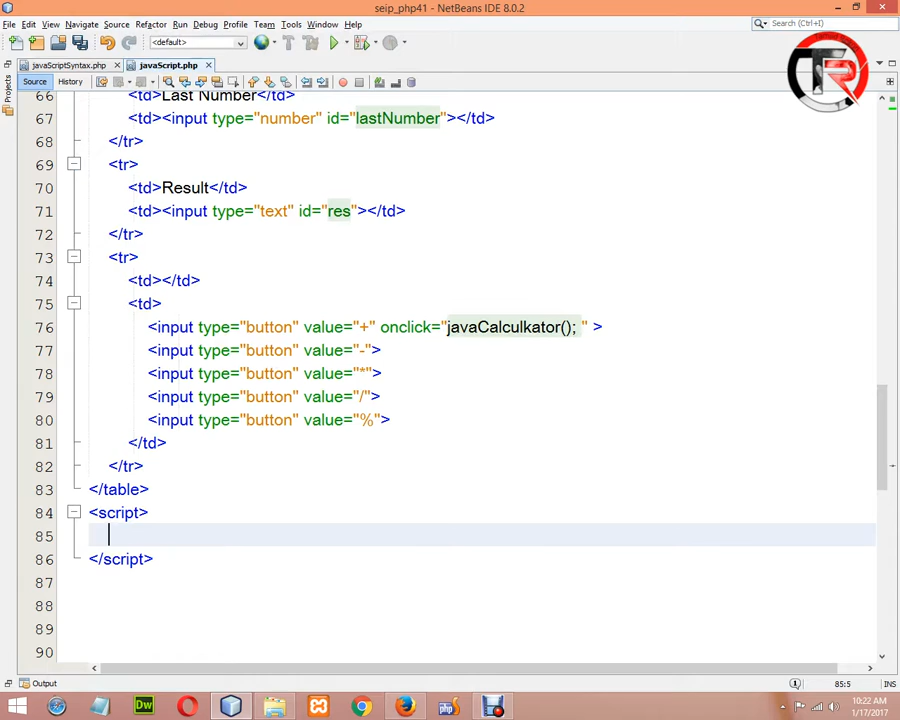 seip_php41 - NetBeans IDE 8.0.2
File Edit View Navigate Source Refactor Run Debug Profile Team Tools Window Help
Search (Ctrl+I)
<default>
javaScriptSyntax.php
javaScript.php
Source
History
Projects
66 <td>Last Number</td>
67 <td><input type="number" id="lastNumber"></td>
68 </tr>
69 <tr>
70 <td>Result</td>
71 <td><input type="text" id="res"></td>
72 </tr>
73 <tr>
74 <td></td>
75 <td>
76 <input type="button" value="+" onclick="javaCalculkator(); " >
77 <input type="button" value="-">
78 <input type="button" value="*">
79 <input type="button" value="/">
80 <input type="button" value="%">
81 </td>
82 </tr>
83 </table>
84 <script>
85
86 </script>
87
88
89
90
Output
85:5
INS
Dw
php
10:22 AM
1/17/2017